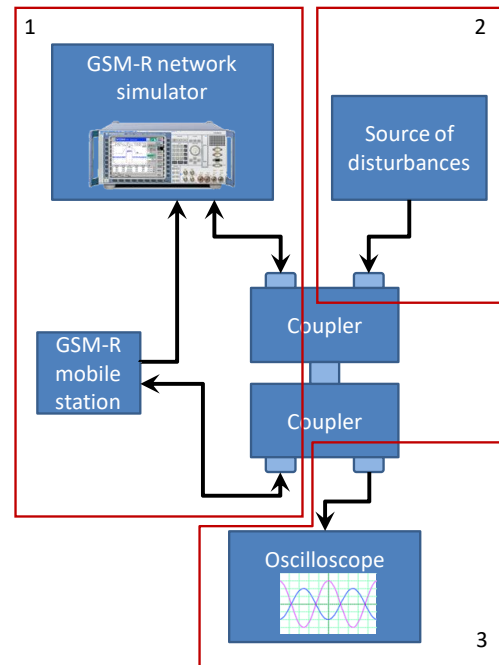 1
2
GSM-R network
simulator
Source of
disturbances
Coupler
GSM-R
mobile
station
Coupler
Oscilloscope
3